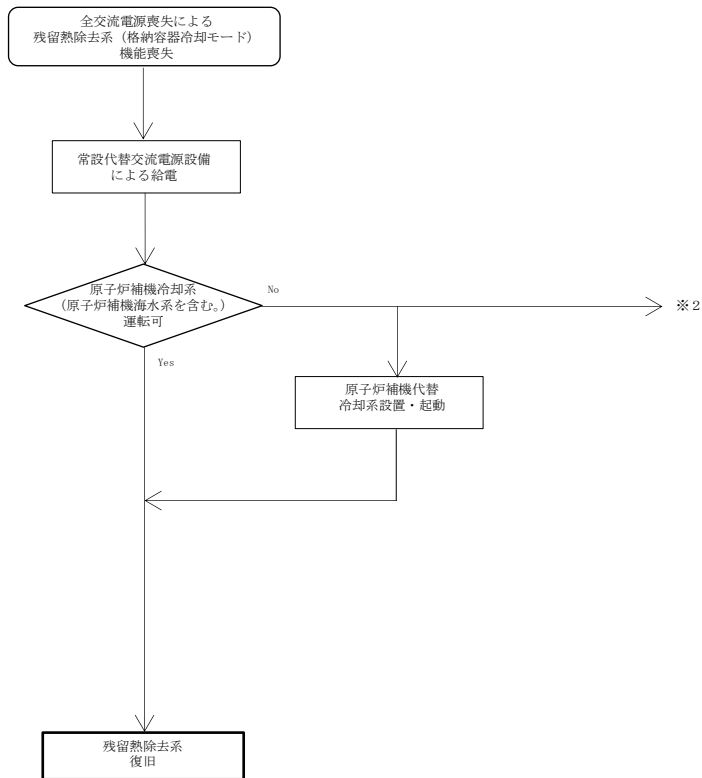 全交流電源喪失による
残留熱除去系（格納容器冷却モード）
機能喪失
常設代替交流電源設備
による給電
原子炉補機冷却系
（原子炉補機海水系を含む。）
運転可
No
※２
Yes
原子炉補機代替
冷却系設置・起動
残留熱除去系
復旧